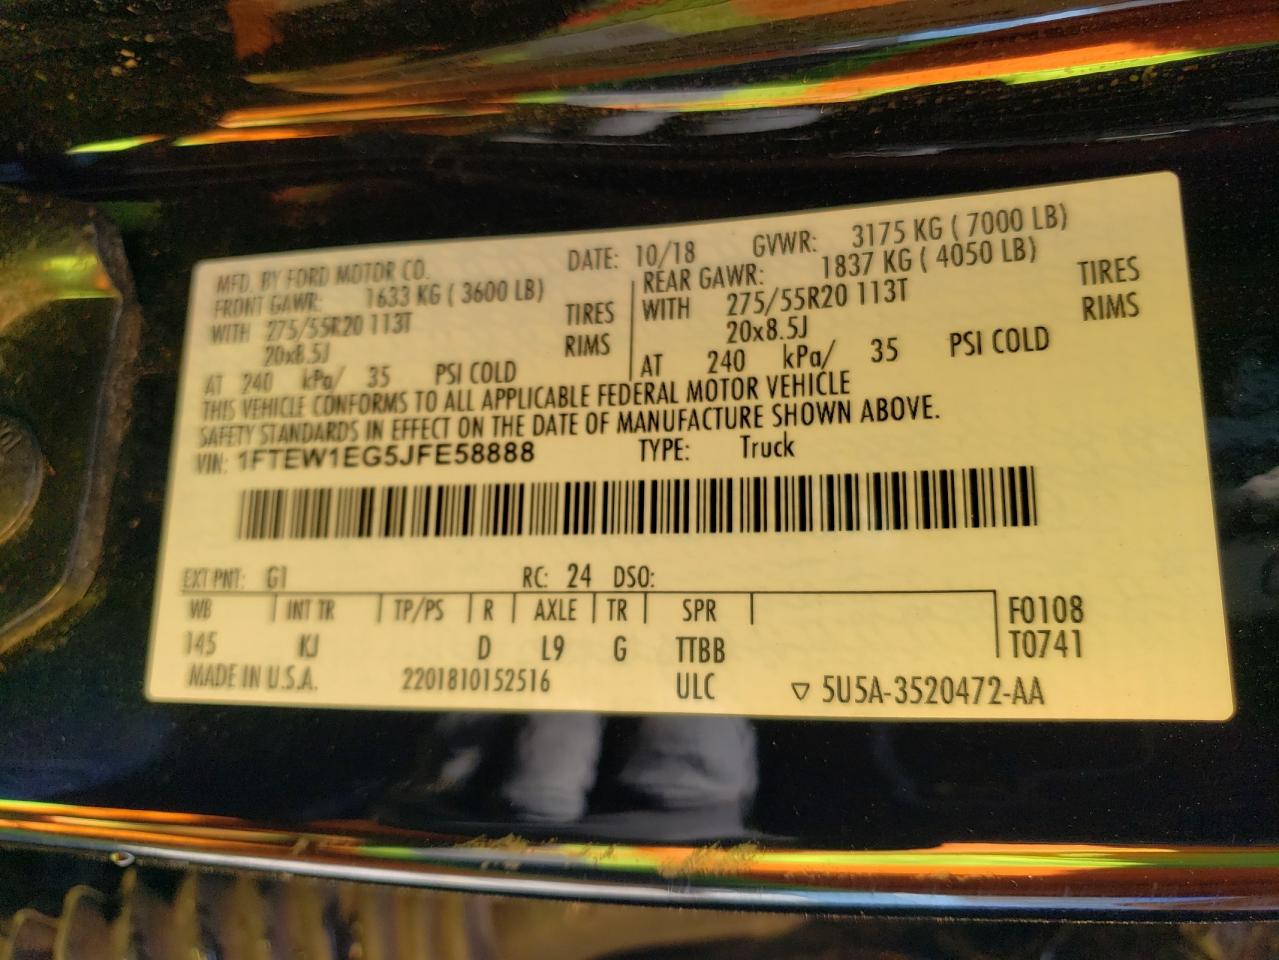 MFD. BY FORD MOTOR CO. DATE: 10/18 GVWR: 3175 KG ( 7000 LB)
FRONT GAWR: 1633 KG ( 3600 LB) REAR GAWR: 1837 KG ( 4050 LB)
WITH 275/55R20 113T TIRES WITH 275/55R20 113T TIRES
20x8.5J RIMS 20x8.5J RIMS
AT 240 kPa/ 35 PSI COLD AT 240 kPa/ 35 PSI COLD
THIS VEHICLE CONFORMS TO ALL APPLICABLE FEDERAL MOTOR VEHICLE
SAFETY STANDARDS IN EFFECT ON THE DATE OF MANUFACTURE SHOWN ABOVE.
VIN: 1FTEW1EG5JFE58888 TYPE: Truck
EXT PNT: G1 RC: 24 DSO:
WB INT TR TP/PS R AXLE TR SPR F0108
145 KJ D L9 G TTBB T0741
MADE IN U.S.A. 2201810152516 ULC ▽ 5U5A-3520472-AA